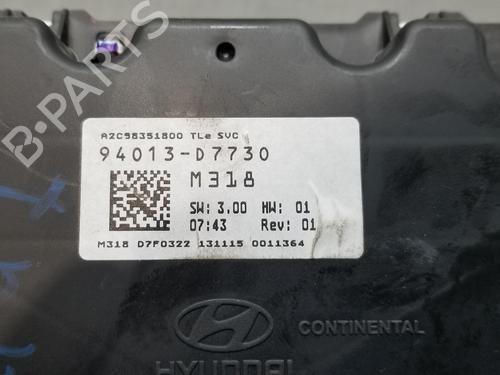 A2C98351800 TLe SVC
94013-D7730
M318
SW: 3.00 HW: 01
07:43 Rev: 01
M318 D7F0322 131115 0011364
CONTINENTAL
HYUNDAI